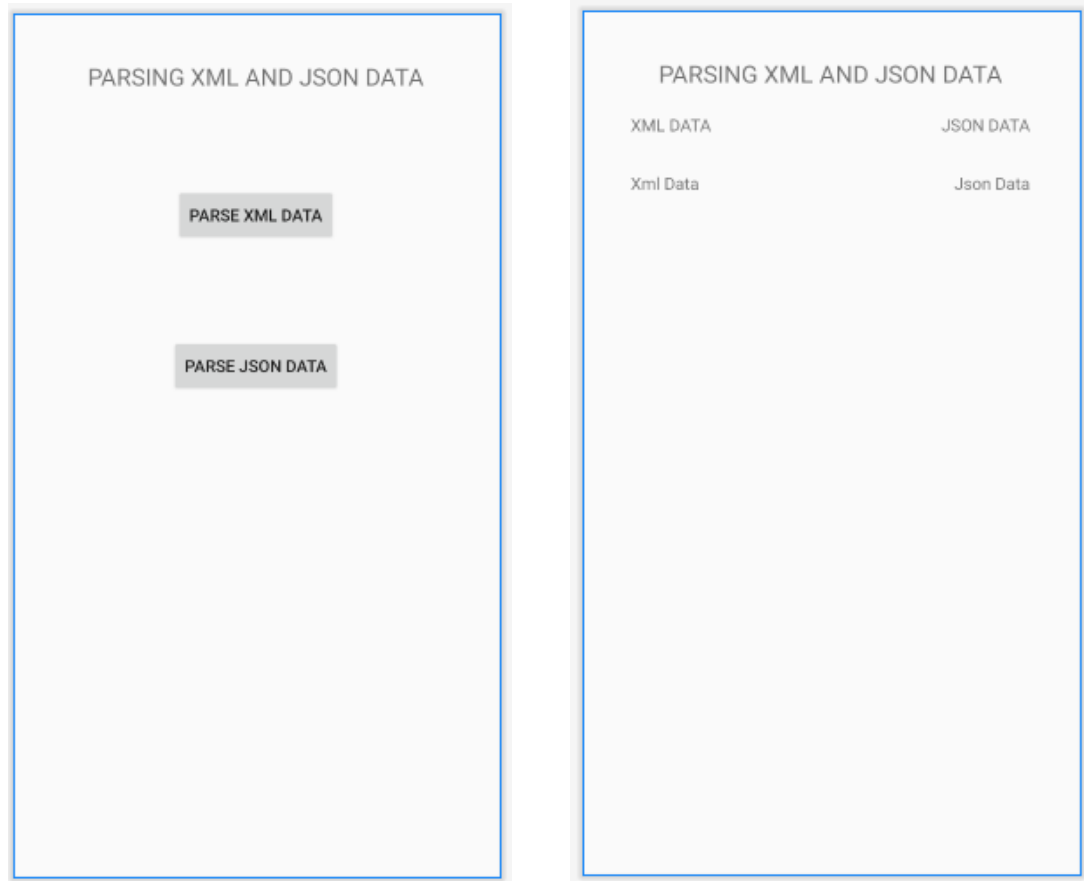 PARSING XML AND JSON DATA
PARSE XML DATA
PARSE JSON DATA
PARSING XML AND JSON DATA
XML DATA JSON DATA
Xml Data Json Data